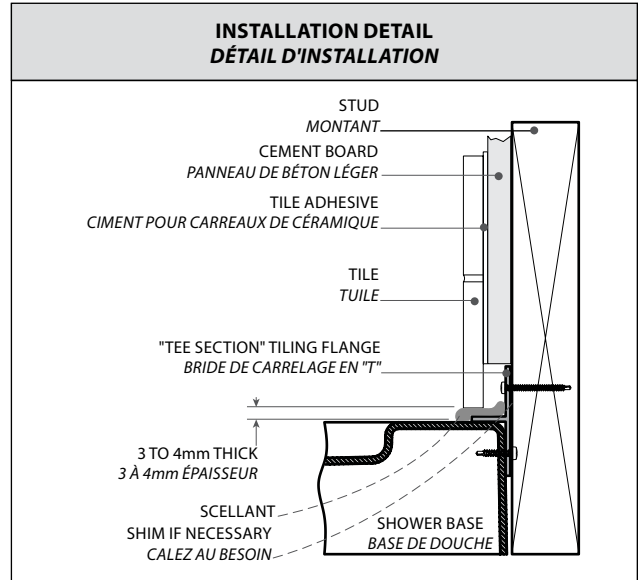 INSTALLATION DETAIL
DÉTAIL D'INSTALLATION
STUD
MONTANT
CEMENT BOARD
PANNEAU DE BÉTON LÉGER
TILE ADHESIVE
CIMENT POUR CARREAUX DE CÉRAMIQUE
TILE
TUILE
"TEE SECTION" TILING FLANGE
BRIDE DE CARRELAGE EN "T"
3 TO 4mm THICK
3 À 4mm ÉPAISSEUR
SCELLANT
SHIM IF NECESSARY
CALEZ AU BESOIN
SHOWER BASE
BASE DE DOUCHE